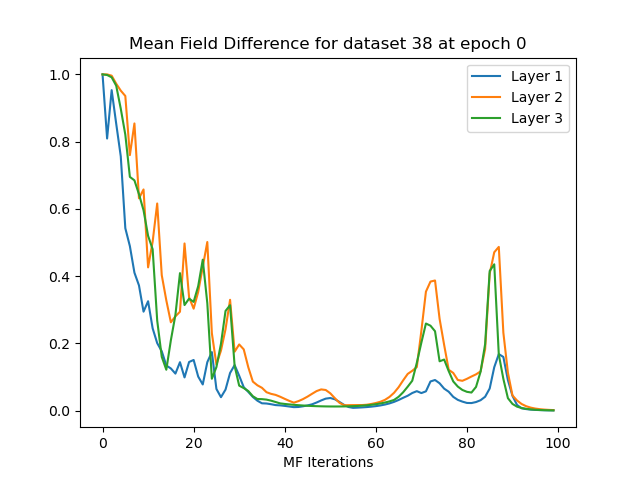 Mean Field Difference for dataset 38 at epoch 0
Layer 1
Layer 2
Layer 3
1.0
0.8
0.6
0.4
0.2
0.0
0 20 40 60 80 100
MF Iterations